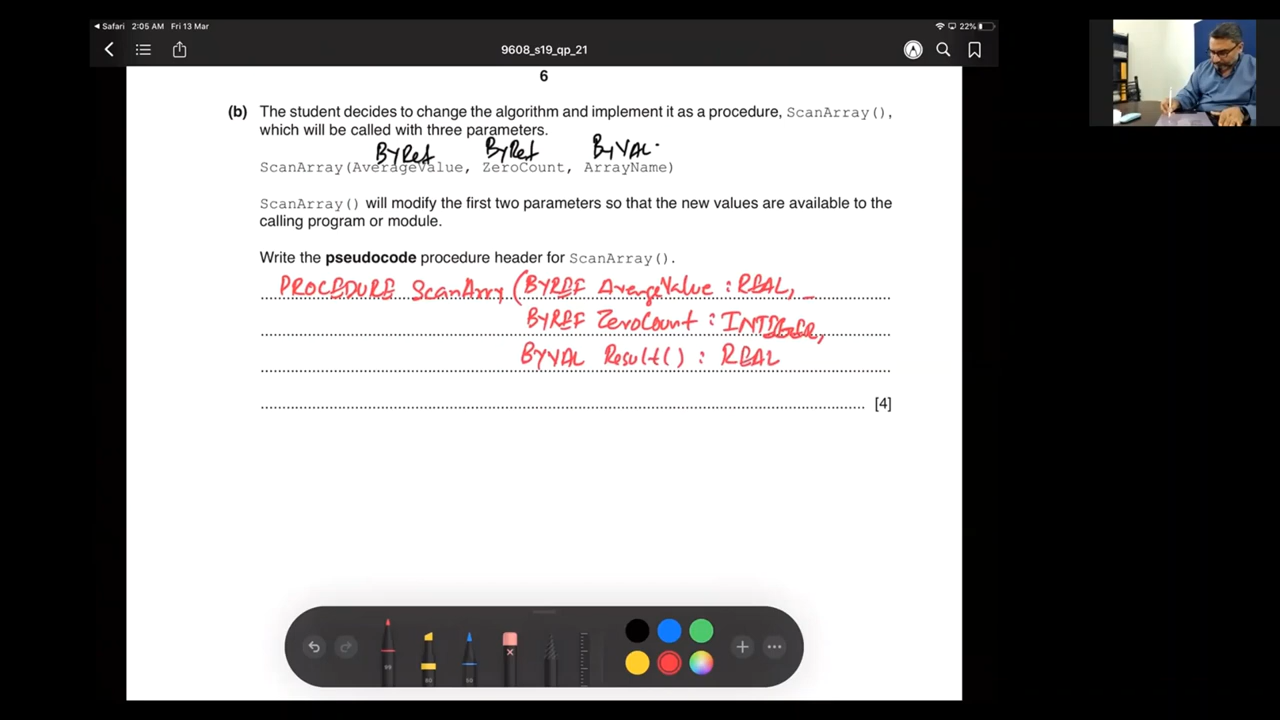 Safari 2:05 AM Fri 13 Mar 22%
9608_s19_qp_21
6
(b) The student decides to change the algorithm and implement it as a procedure, ScanArray(),
which will be called with three parameters.
ByRef ByRef ByVAL.
ScanArray(AverageValue, ZeroCount, ArrayName)
ScanArray() will modify the first two parameters so that the new values are available to the
calling program or module.
Write the pseudocode procedure header for ScanArray().
PROCEDURE ScanArry (BYREF AverageValue : REAL, _
BYREF ZeroCount : INTEGER,
BYVAL Result() : REAL
[4]